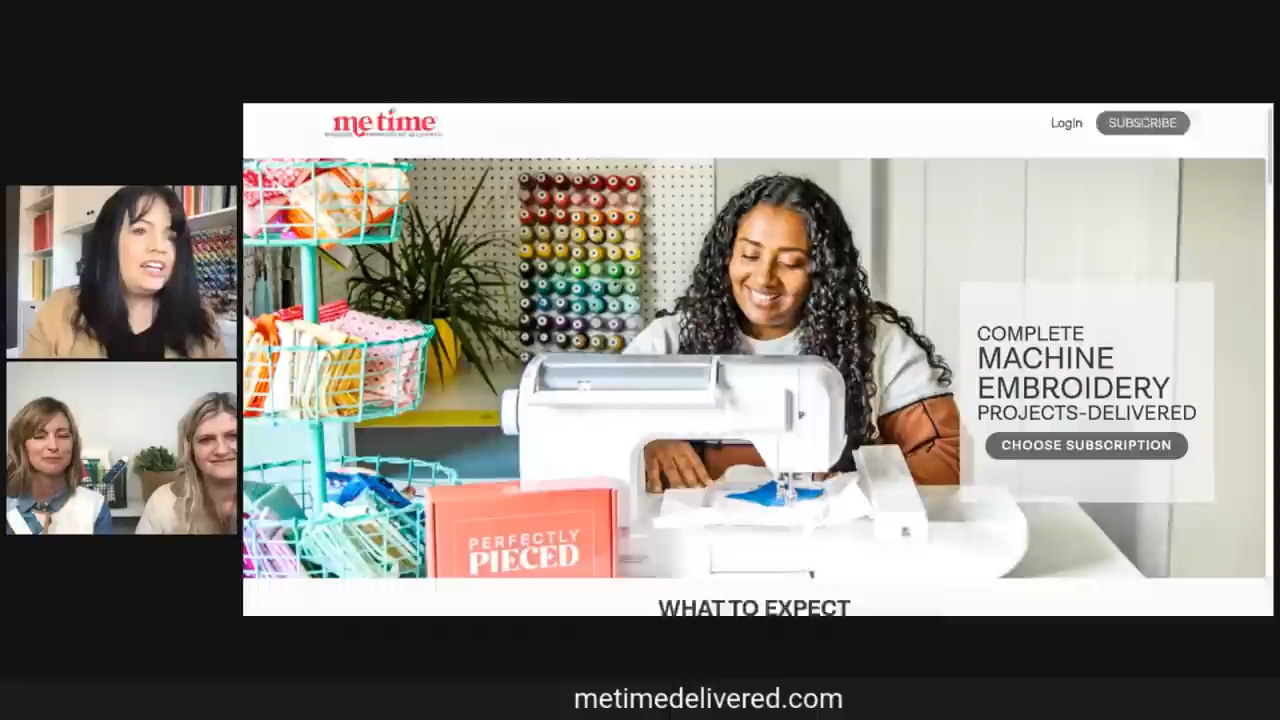 me time
Login
SUBSCRIBE
COMPLETE
MACHINE
EMBROIDERY
PROJECTS-DELIVERED
CHOOSE SUBSCRIPTION
PERFECTLY
PIECED
WHAT TO EXPECT
metimedelivered.com